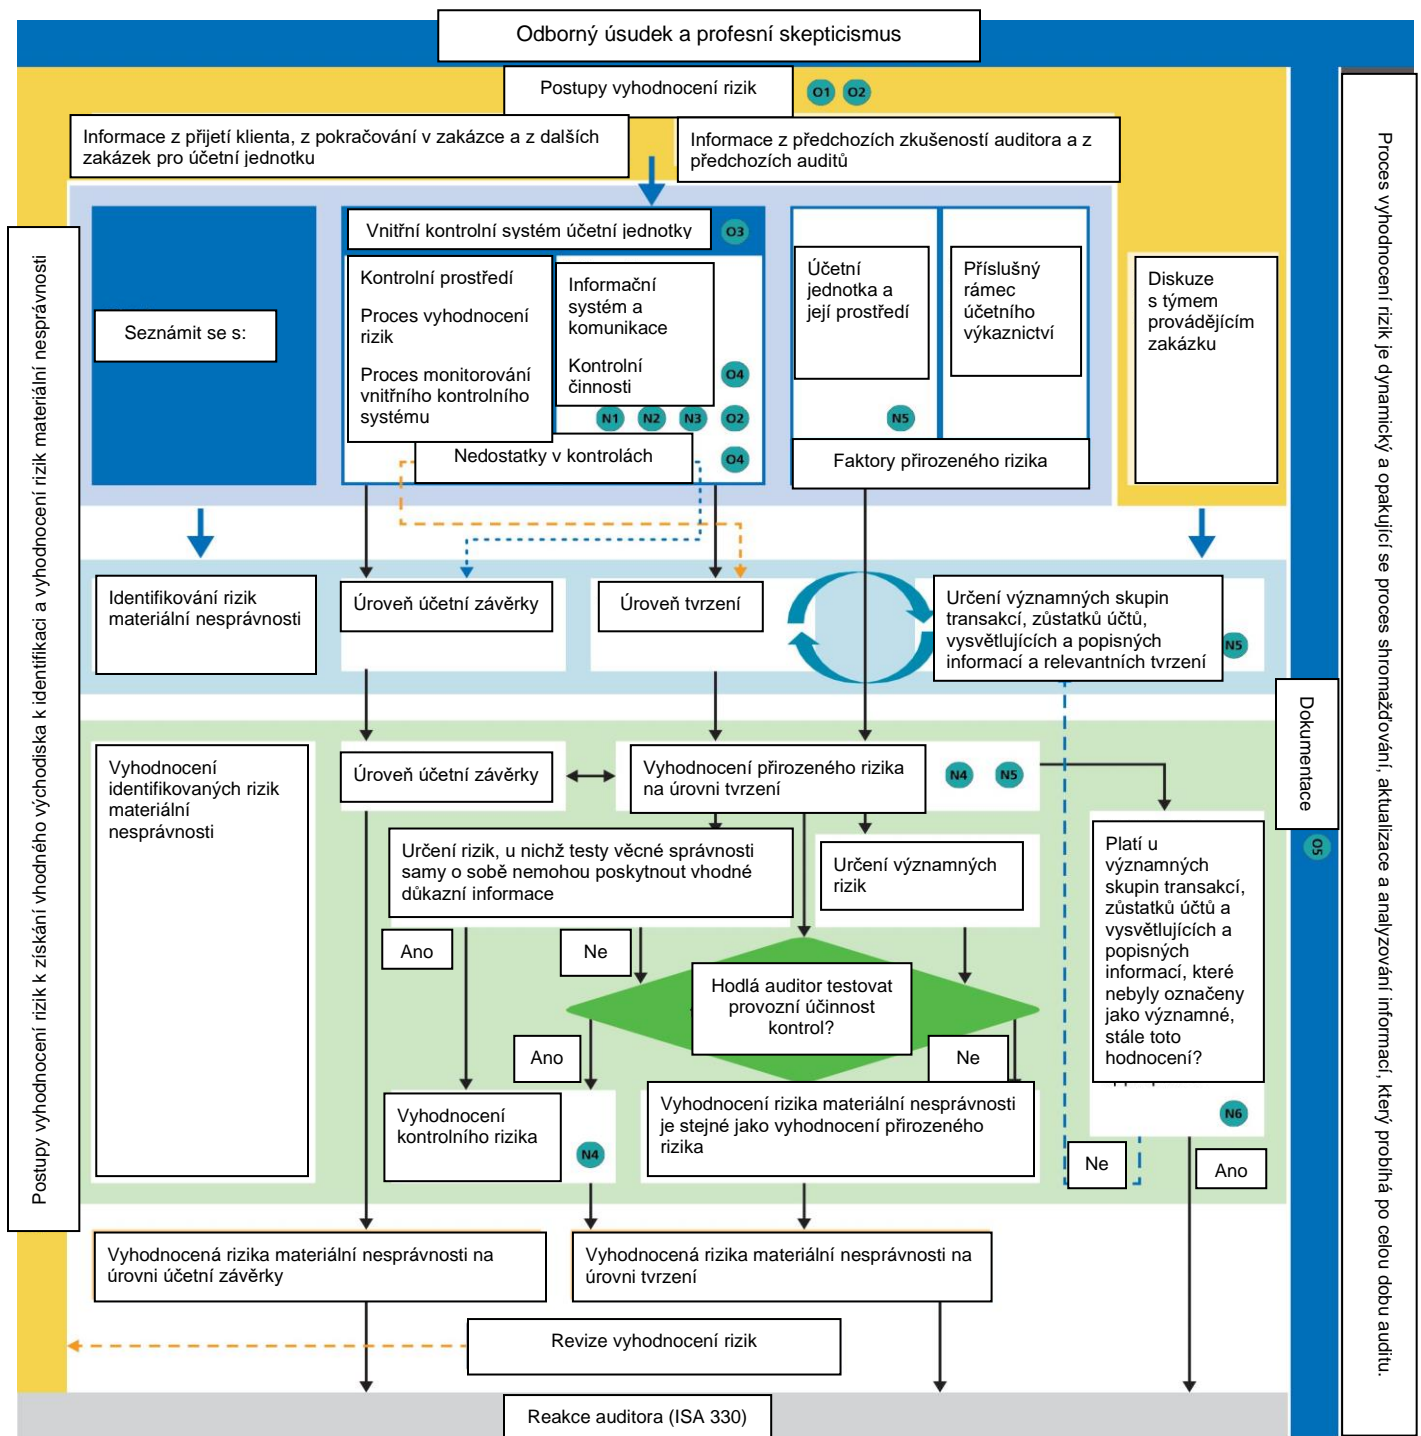 Odborný úsudek a profesní skepticismus
Postupy vyhodnocení rizik
O1 O2
Informace z přijetí klienta, z pokračování v zakázce a z dalších
zakázek pro účetní jednotku
Informace z předchozích zkušeností auditora a z
předchozích auditů
Postupy vyhodnocení rizik k získání vhodného východiska k identifikaci a vyhodnocení rizik materiální nesprávnosti
Seznámit se s:
Vnitřní kontrolní systém účetní jednotky
O3
Kontrolní prostředí
Proces vyhodnocení
rizik
Proces monitorování
vnitřního kontrolního
systému
Informační
systém a
komunikace
Kontrolní
činnosti
O4
N1 N2 N3 O2
Nedostatky v kontrolách
O4
Účetní
jednotka a
její prostředí
N5
Příslušný
rámec
účetního
výkaznictví
Faktory přirozeného rizika
Diskuze
s týmem
provádějícím
zakázku
Identifikování rizik
materiální nesprávnosti
Úroveň účetní závěrky
Úroveň tvrzení
Určení významných skupin
transakcí, zůstatků účtů,
vysvětlujících a popisných
informací a relevantních tvrzení
N5
Vyhodnocení
identifikovaných rizik
materiální
nesprávnosti
Úroveň účetní závěrky
Vyhodnocení přirozeného rizika
na úrovni tvrzení
N4 N5
Určení rizik, u nichž testy věcné správnosti
samy o sobě nemohou poskytnout vhodné
důkazní informace
Určení významných
rizik
Platí u
významných
skupin transakcí,
zůstatků účtů a
vysvětlujících a
popisných
informací, které
nebyly označeny
jako významné,
stále toto
hodnocení?
N6
Ano
Ne
Hodlá auditor testovat
provozní účinnost
kontrol?
Ano
Ne
Vyhodnocení
kontrolního rizika
N4
Vyhodnocení rizika materiální nesprávnosti
je stejné jako vyhodnocení přirozeného
rizika
Ne
Ano
Vyhodnocená rizika materiální nesprávnosti na
úrovni účetní závěrky
Vyhodnocená rizika materiální nesprávnosti na
úrovni tvrzení
Revize vyhodnocení rizik
Reakce auditora (ISA 330)
Dokumentace
O5
Proces vyhodnocení rizik je dynamický a opakující se proces shromažďování, aktualizace a analyzování informací, který probíhá po celou dobu auditu.